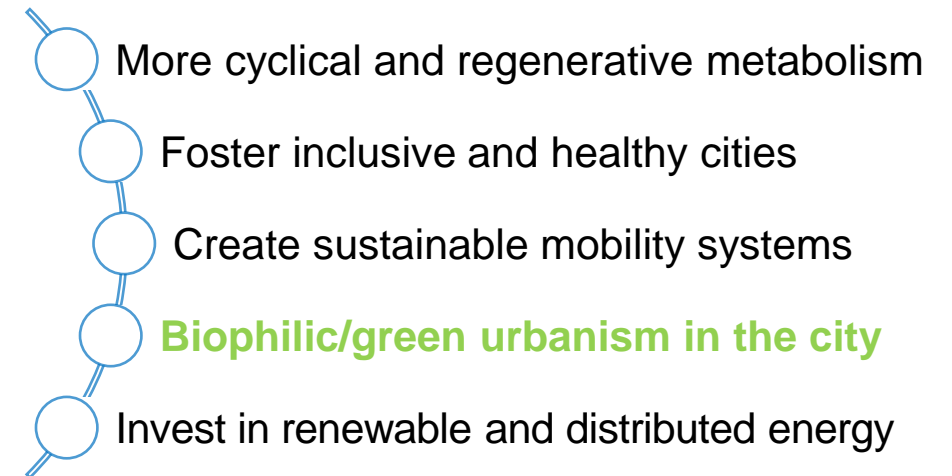 More cyclical and regenerative metabolism
Foster inclusive and healthy cities
Create sustainable mobility systems
Biophilic/green urbanism in the city
Invest in renewable and distributed energy